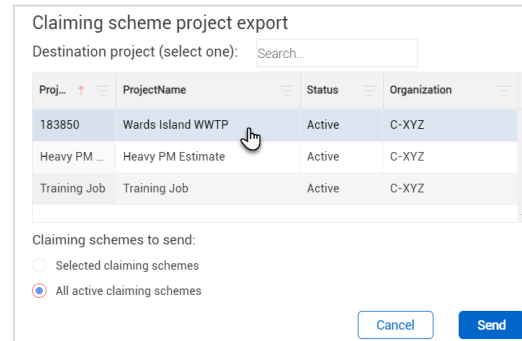 Claiming scheme project export
Destination project (select one): Search...
Proj... ProjectName Status Organization
183850 Wards Island WWTP Active C-XYZ
Heavy PM ... Heavy PM Estimate Active C-XYZ
Training Job Training Job Active C-XYZ
Claiming schemes to send:
Selected claiming schemes
All active claiming schemes
Cancel Send